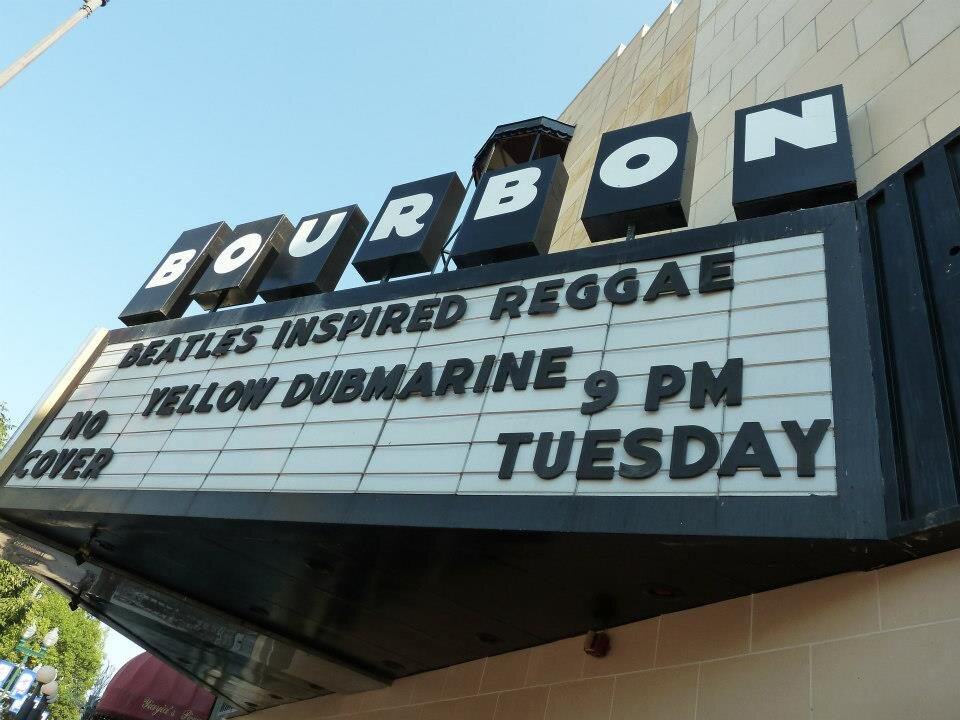 BOURBON
BEATLES INSPIRED REGGAE
YELLOW DUBMARINE
9 PM
NO
COVER
TUESDAY